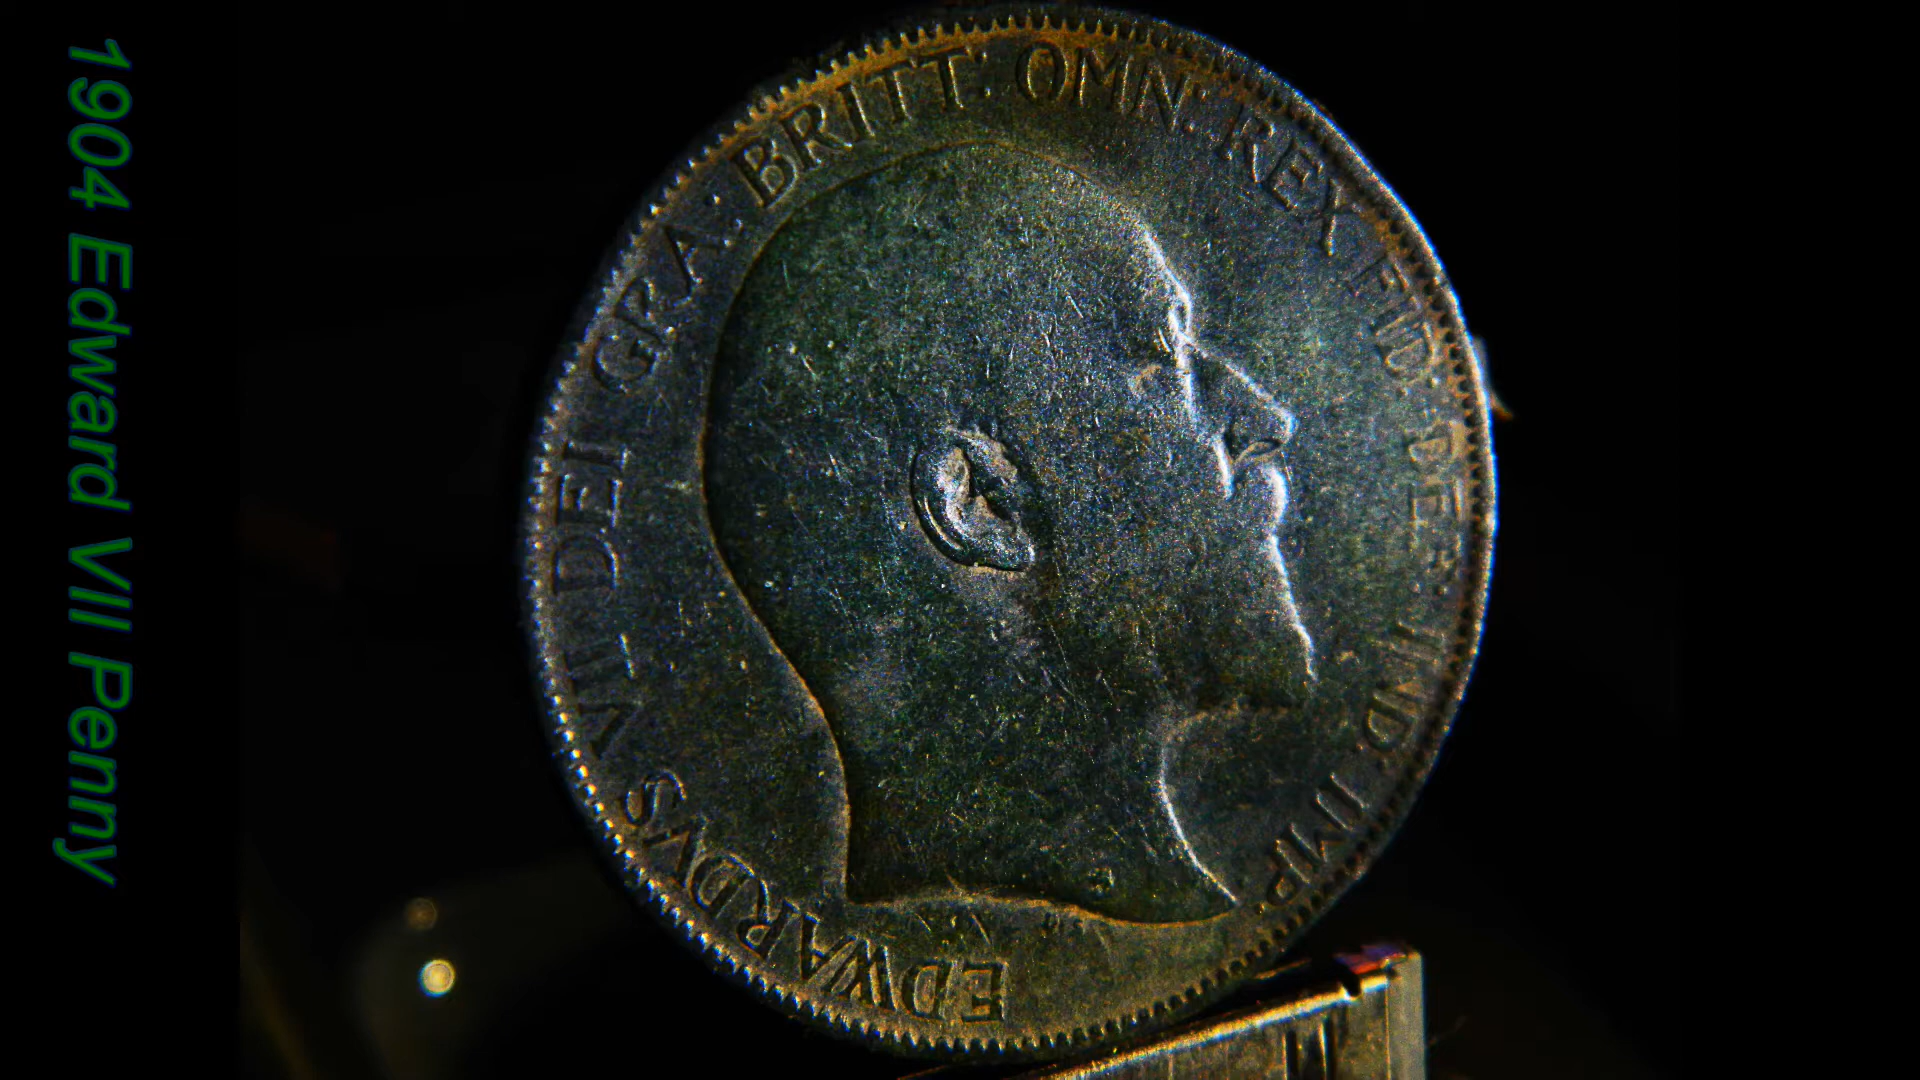 1904 Edward VII Penny
EDWARDVS VII DEI GRA: BRITT: OMN: REX FID: DEF: IND: IMP: